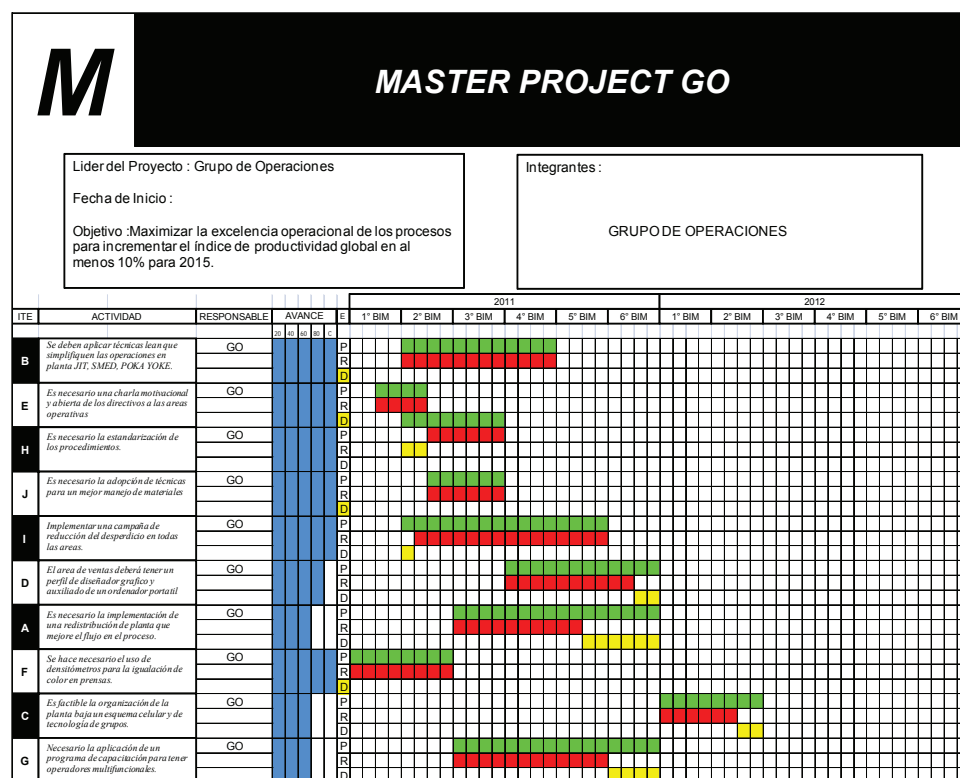 M
MASTER PROJECT GO
Lider del Proyecto : Grupo de Operaciones
Fecha de Inicio :
Objetivo :Maximizar la excelencia operacional de los procesos
para incrementar el índice de productividad global en al
menos 10% para 2015.
Integrantes :
GRUPO DE OPERACIONES
2011 2012
ITE ACTIVIDAD RESPONSABLE AVANCE E 1° BIM 2° BIM 3° BIM 4° BIM 5° BIM 6° BIM 1° BIM 2° BIM 3° BIM 4° BIM 5° BIM 6° BIM
20 40 60 80 C
B
Se deben aplicar técnicas lean que
simplifiquen las operaciones en
planta JIT, SMED, POKA YOKE.
GO
P
R
D
E
Es necesario una charla motivacional
y abierta de los directivos a las areas
operativas
GO
P
R
D
H
Es necesario la estandarización de
los procedimientos.
GO
P
R
D
J
Es necesario la adopción de técnicas
para un mejor manejo de materiales
GO
P
R
D
I
Implementar una campaña de
reducción del desperdicio en todas
las areas.
GO
P
R
D
D
El area de ventas deberá tener un
perfil de diseñador grafico y
auxiliado de un ordenador portatil
GO
P
R
D
A
Es necesario la implementación de
una redistribución de planta que
mejore el flujo en el proceso.
GO
P
R
D
F
Se hace necesario el uso de
densitómetros para la igualación de
color en prensas.
GO
P
R
D
C
Es factible la organización de la
planta baja un esquema celular y de
tecnología de grupos.
GO
P
R
D
G
Necesario la aplicación de un
programa de capacitación para tener
operadores multifuncionales.
GO
P
R
D